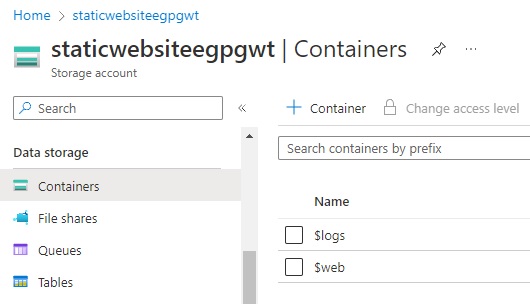 Home > staticwebsiteegpgwt
staticwebsiteegpgwt | Containers
Storage account
Search
«
+ Container
Change access level
Data storage
Search containers by prefix
Containers
Name
File shares
$logs
Queues
$web
Tables